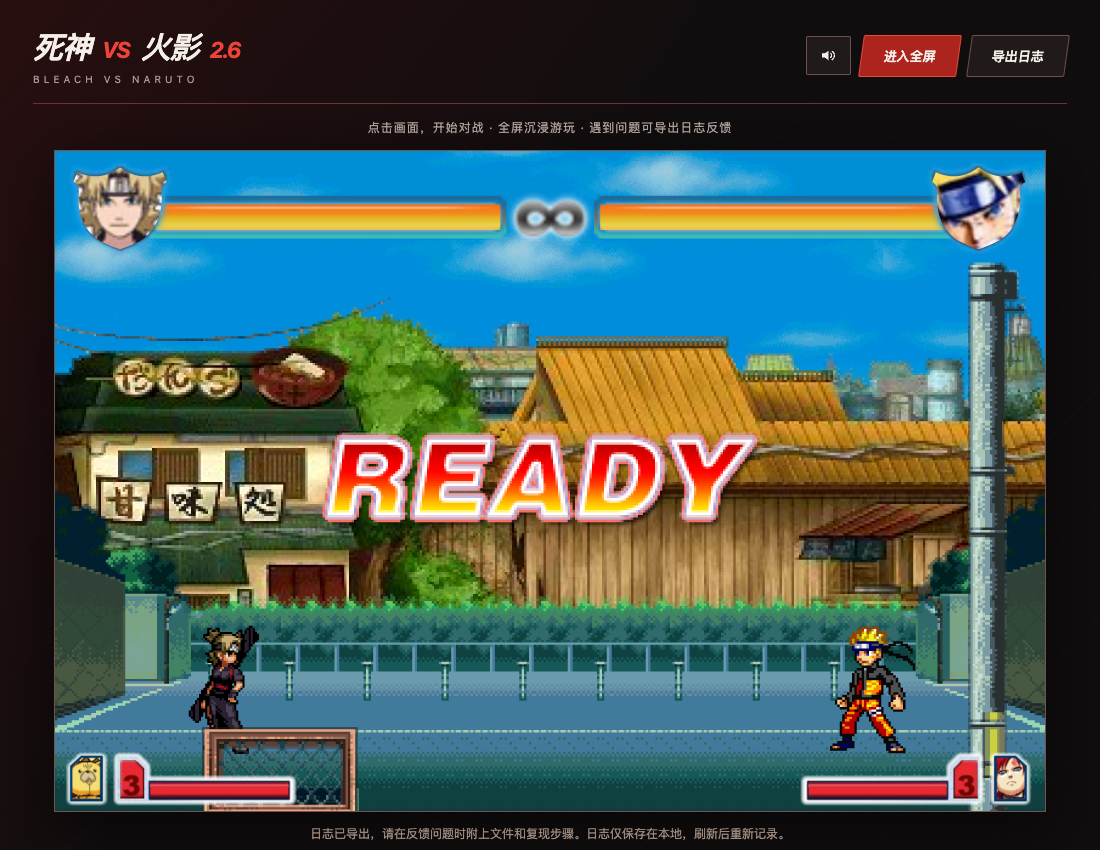 死神 VS 火影 2.6
BLEACH VS NARUTO
进入全屏
导出日志
点击画面，开始对战 · 全屏沉浸游玩 · 遇到问题可导出日志反馈
READY
甘味処
3
3
日志已导出，请在反馈问题时附上文件和复现步骤。日志仅保存在本地，刷新后重新记录。